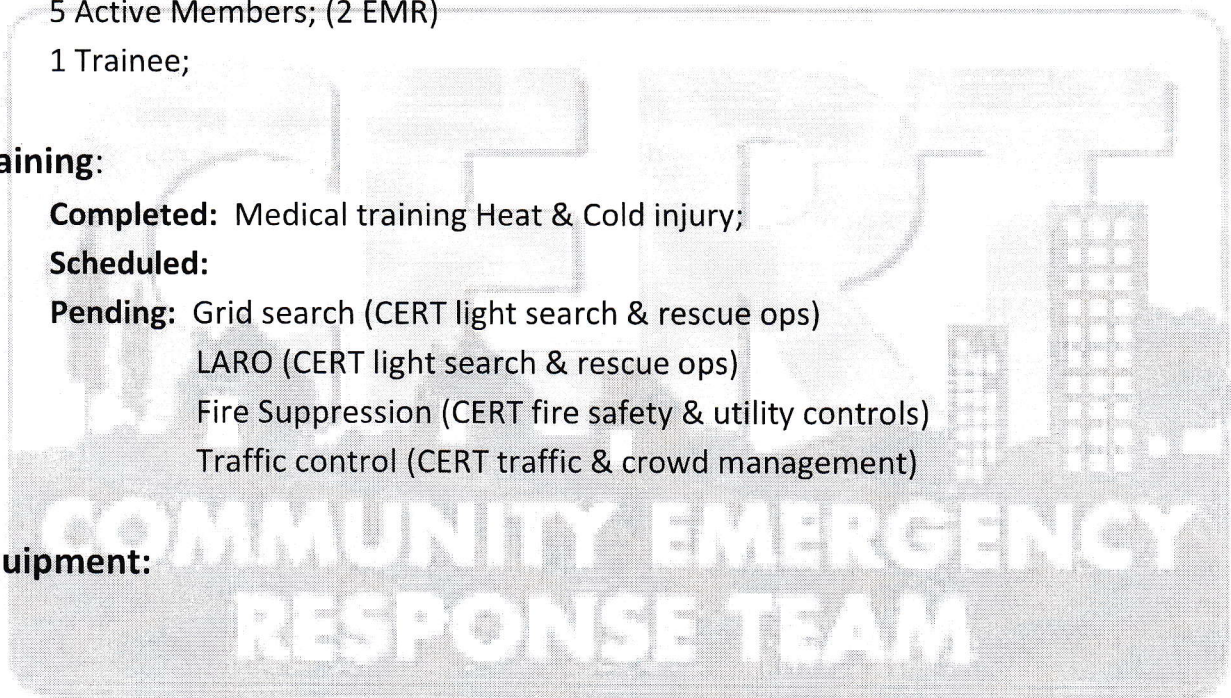 5 Active Members; (2 EMR)
1 Trainee;
aining:
Completed: Medical training Heat & Cold injury;
Scheduled:
Pending: Grid search (CERT light search & rescue ops)
LARO (CERT light search & rescue ops)
Fire Suppression (CERT fire safety & utility controls)
Traffic control (CERT traffic & crowd management)
uipment:
CERT
COMMUNITY EMERGENCY
RESPONSE TEAM